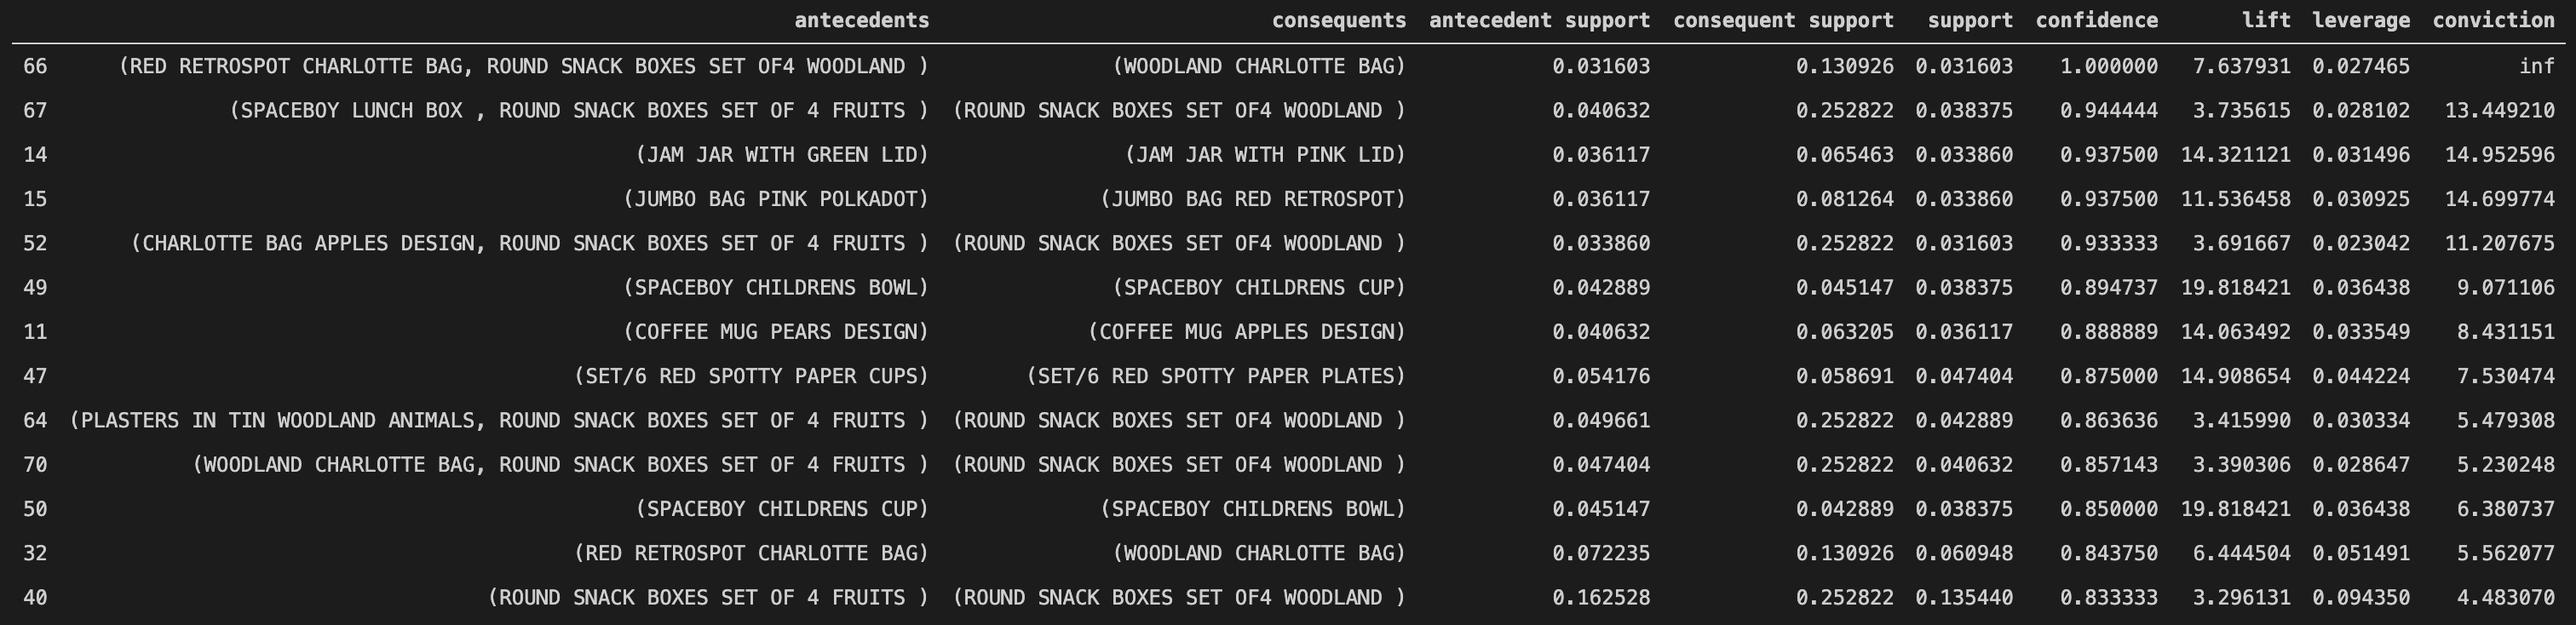 antecedents consequents antecedent support consequent support support confidence lift leverage conviction
66 (RED RETROSPOT CHARLOTTE BAG, ROUND SNACK BOXES SET OF4 WOODLAND ) (WOODLAND CHARLOTTE BAG) 0.031603 0.130926 0.031603 1.000000 7.637931 0.027465 inf
67 (SPACEBOY LUNCH BOX , ROUND SNACK BOXES SET OF 4 FRUITS ) (ROUND SNACK BOXES SET OF4 WOODLAND ) 0.040632 0.252822 0.038375 0.944444 3.735615 0.028102 13.449210
14 (JAM JAR WITH GREEN LID) (JAM JAR WITH PINK LID) 0.036117 0.065463 0.033860 0.937500 14.321121 0.031496 14.952596
15 (JUMBO BAG PINK POLKADOT) (JUMBO BAG RED RETROSPOT) 0.036117 0.081264 0.033860 0.937500 11.536458 0.030925 14.699774
52 (CHARLOTTE BAG APPLES DESIGN, ROUND SNACK BOXES SET OF 4 FRUITS ) (ROUND SNACK BOXES SET OF4 WOODLAND ) 0.033860 0.252822 0.031603 0.933333 3.691667 0.023042 11.207675
49 (SPACEBOY CHILDRENS BOWL) (SPACEBOY CHILDRENS CUP) 0.042889 0.045147 0.038375 0.894737 19.818421 0.036438 9.071106
11 (COFFEE MUG PEARS DESIGN) (COFFEE MUG APPLES DESIGN) 0.040632 0.063205 0.036117 0.888889 14.063492 0.033549 8.431151
47 (SET/6 RED SPOTTY PAPER CUPS) (SET/6 RED SPOTTY PAPER PLATES) 0.054176 0.058691 0.047404 0.875000 14.908654 0.044224 7.530474
64 (PLASTERS IN TIN WOODLAND ANIMALS, ROUND SNACK BOXES SET OF 4 FRUITS ) (ROUND SNACK BOXES SET OF4 WOODLAND ) 0.049661 0.252822 0.042889 0.863636 3.415990 0.030334 5.479308
70 (WOODLAND CHARLOTTE BAG, ROUND SNACK BOXES SET OF 4 FRUITS ) (ROUND SNACK BOXES SET OF4 WOODLAND ) 0.047404 0.252822 0.040632 0.857143 3.390306 0.028647 5.230248
50 (SPACEBOY CHILDRENS CUP) (SPACEBOY CHILDRENS BOWL) 0.045147 0.042889 0.038375 0.850000 19.818421 0.036438 6.380737
32 (RED RETROSPOT CHARLOTTE BAG) (WOODLAND CHARLOTTE BAG) 0.072235 0.130926 0.060948 0.843750 6.444504 0.051491 5.562077
40 (ROUND SNACK BOXES SET OF 4 FRUITS ) (ROUND SNACK BOXES SET OF4 WOODLAND ) 0.162528 0.252822 0.135440 0.833333 3.296131 0.094350 4.483070